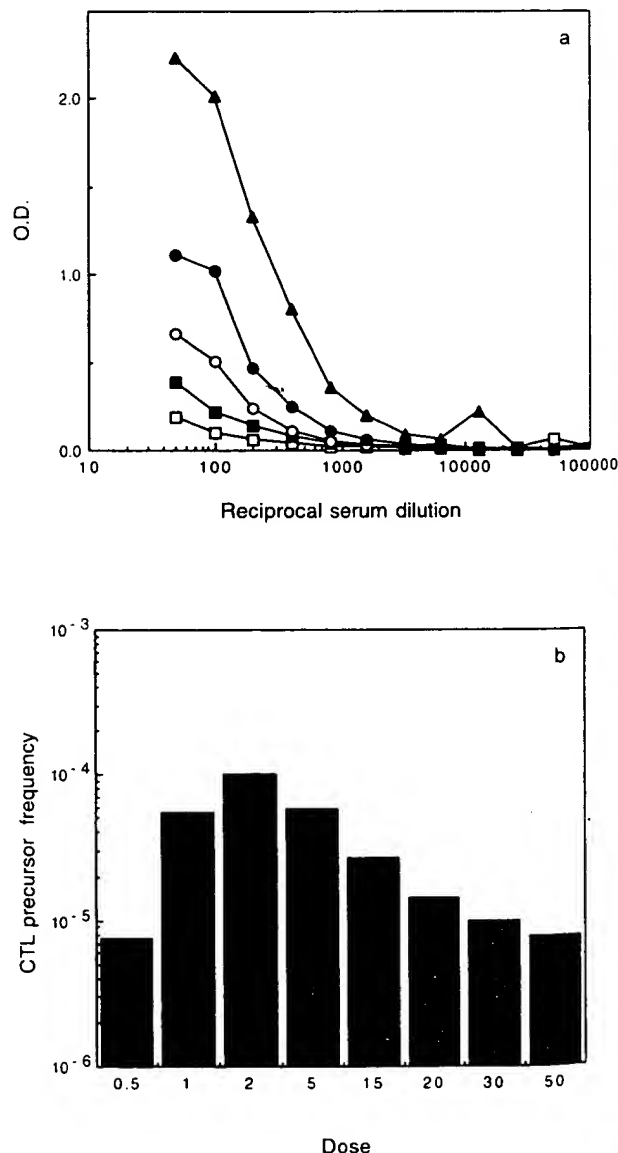 a
2.0
1.0
0.0
O.D.
10 100 1000 10000 100000
Reciprocal serum dilution
b
10-3
10-4
10-5
10-6
CTL precursor frequency
0.5 1 2 5 15 20 30 50
Dose